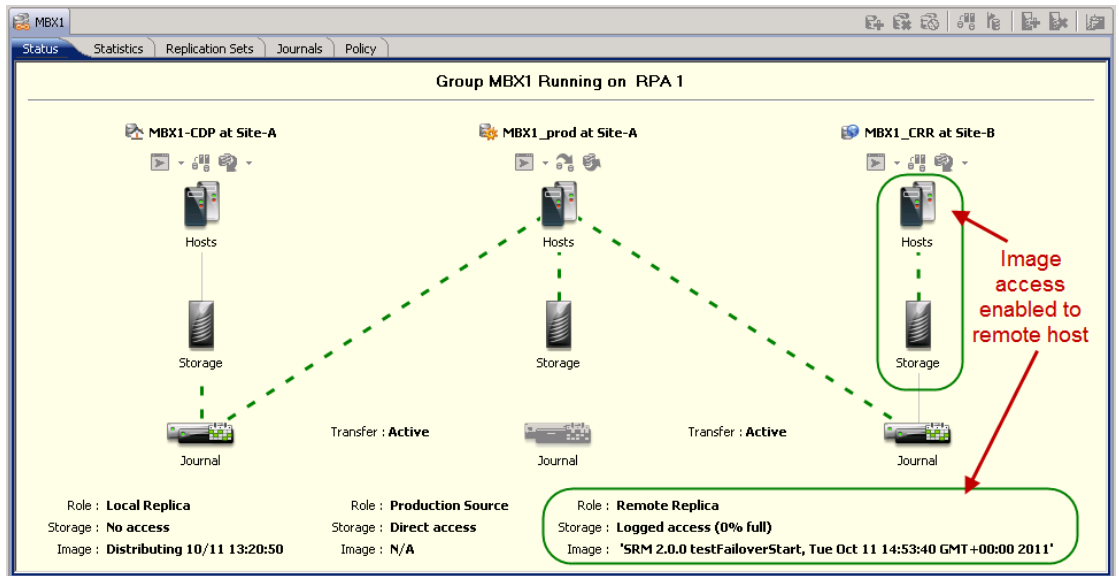 MBX1
Status Statistics Replication Sets Journals Policy
Group MBX1 Running on RPA 1
MBX1-CDP at Site-A
MBX1_prod at Site-A
MBX1_CRR at Site-B
Hosts
Hosts
Hosts
Image
access
enabled to
remote host
Storage
Storage
Storage
Transfer : Active
Transfer : Active
Journal
Journal
Journal
Role : Local Replica
Storage : No access
Image : Distributing 10/11 13:20:50
Role : Production Source
Storage : Direct access
Image : N/A
Role : Remote Replica
Storage : Logged access (0% full)
Image : 'SRM 2.0.0 testFailoverStart, Tue Oct 11 14:53:40 GMT+00:00 2011'